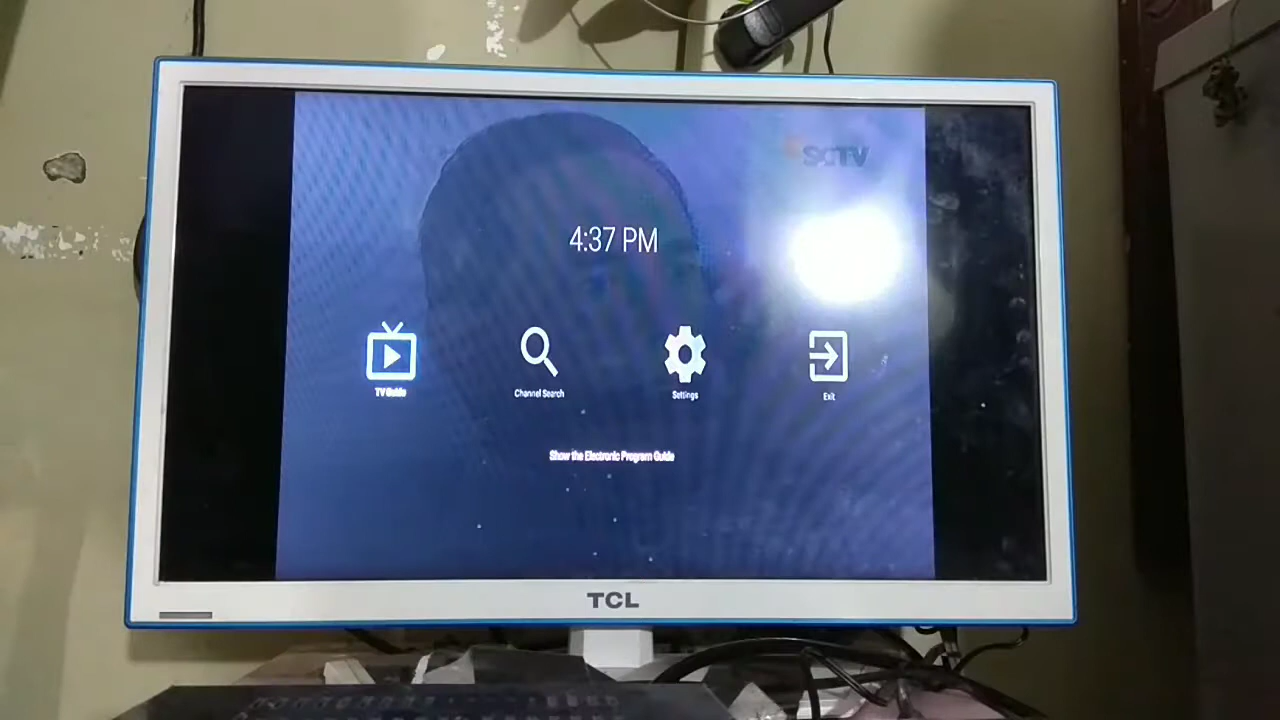 SCTV
4:37 PM
TV Guide
Channel Search
Settings
Exit
Show the Electronic Program Guide
TCL